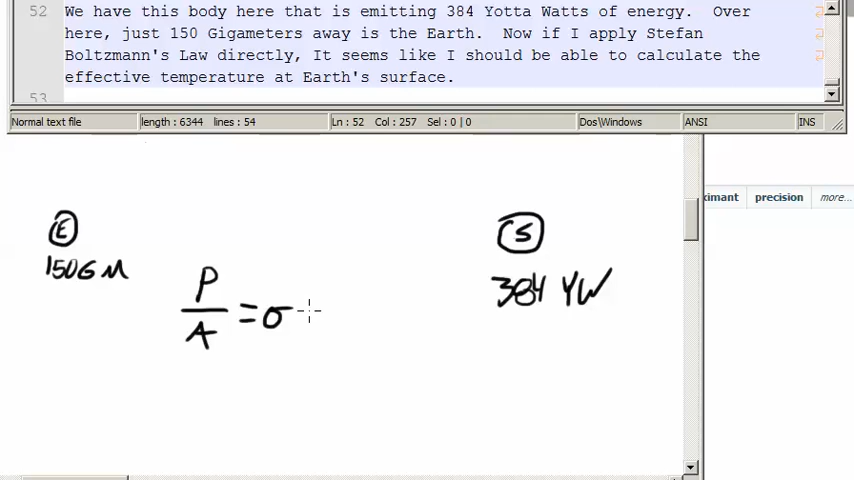 52 We have this body here that is emitting 384 Yotta Watts of energy. Over
here, just 150 Gigameters away is the Earth. Now if I apply Stefan
Boltzmann's Law directly, It seems like I should be able to calculate the
effective temperature at Earth's surface.
53
Normal text file length : 6344 lines : 54 Ln : 52 Col : 257 Sel : 0 | 0 Dos\Windows ANSI INS
ximant precision more...
E S
150G M 384 YW
P
— = σ
A